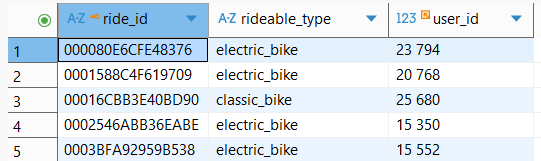 A-Z ride_id A-Z rideable_type 123 user_id
1 000080E6CFE48376 electric_bike 23 794
2 0001588C4F619709 electric_bike 20 768
3 00016CBB3E40BD90 classic_bike 25 680
4 0002546ABB36EABE electric_bike 15 350
5 0003BFA92959B538 electric_bike 15 552